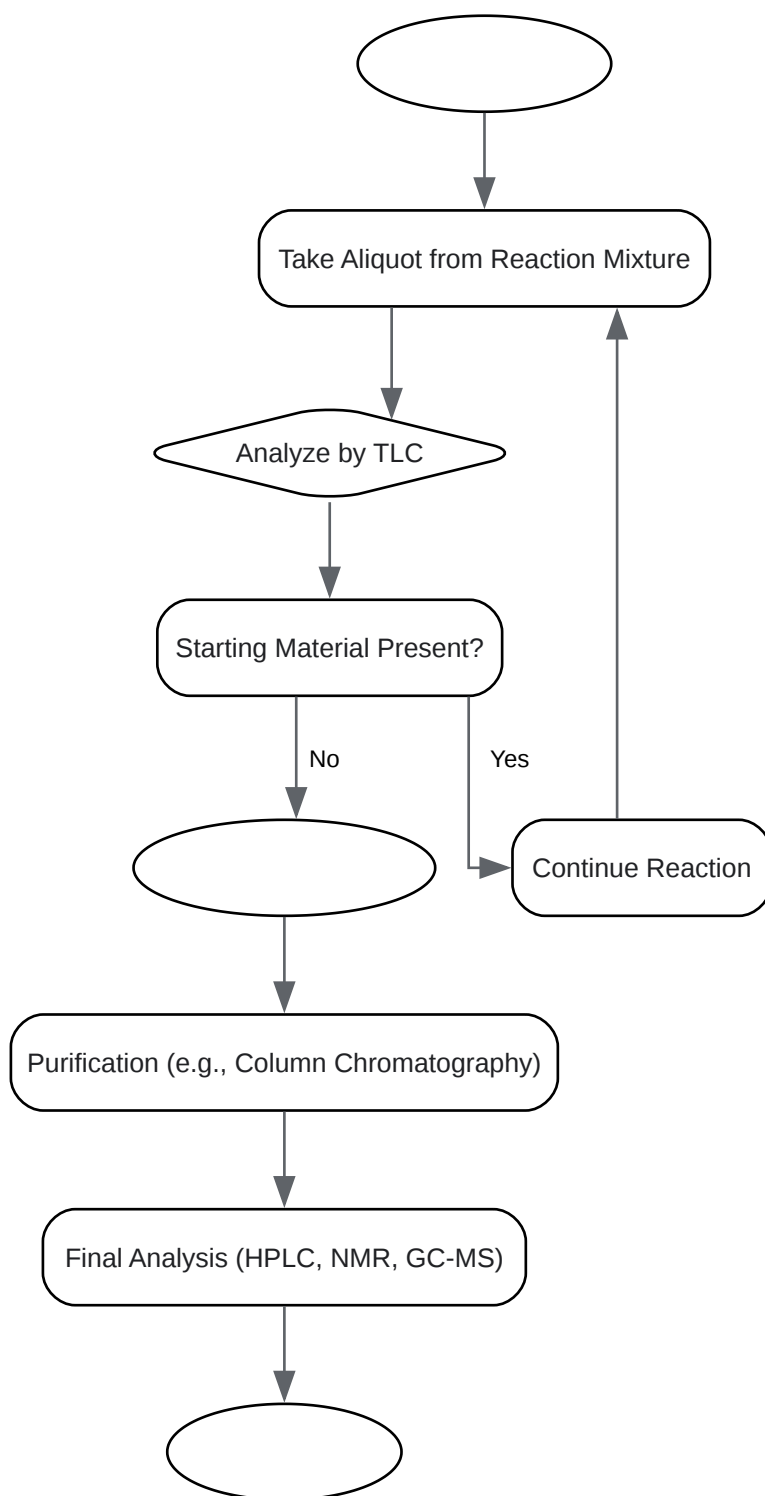 Take Aliquot from Reaction Mixture
Analyze by TLC
Starting Material Present?
No
Yes
Continue Reaction
Purification (e.g., Column Chromatography)
Final Analysis (HPLC, NMR, GC-MS)